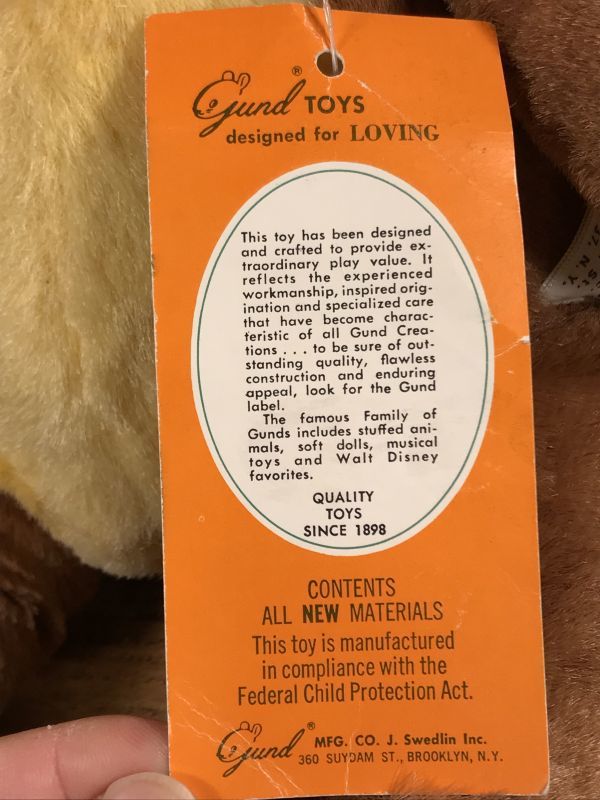 Gund® TOYS
designed for LOVING
This toy has been designed
and crafted to provide ex-
traordinary play value. It
reflects the experienced
workmanship, inspired orig-
ination and specialized care
that have become charac-
teristic of all Gund Crea-
tions . . . to be sure of out-
standing quality, flawless
construction and enduring
appeal, look for the Gund
label.
The famous Family of
Gunds includes stuffed ani-
mals, soft dolls, musical
toys and Walt Disney
favorites.
QUALITY
TOYS
SINCE 1898
CONTENTS
ALL NEW MATERIALS
This toy is manufactured
in compliance with the
Federal Child Protection Act.
Gund® MFG. CO. J. Swedlin Inc.
360 SUYDAM ST., BROOKLYN, N.Y.